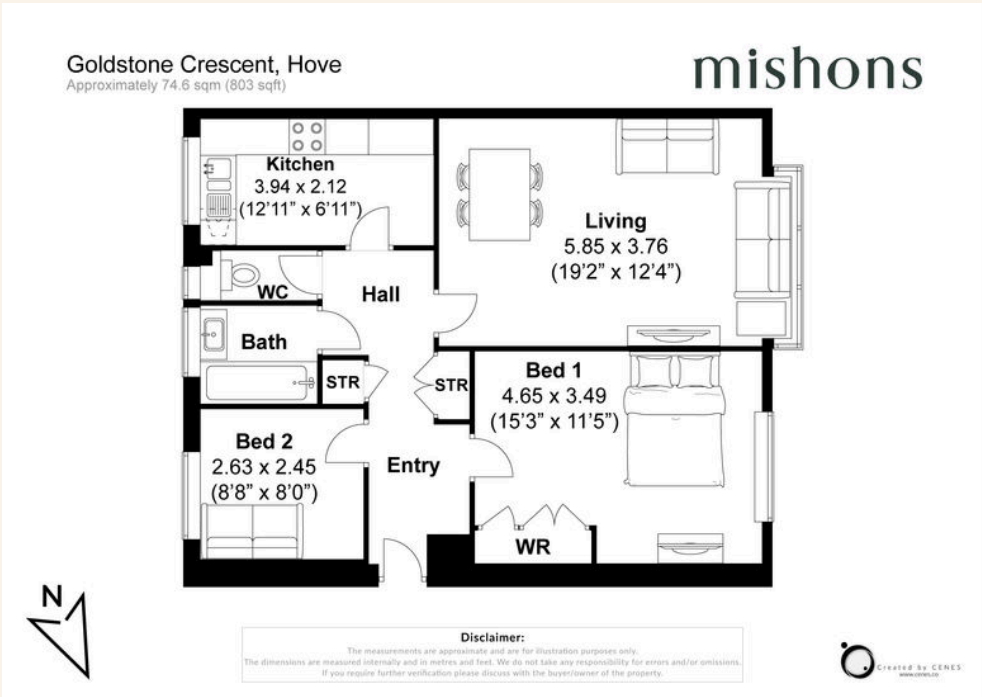 Goldstone Crescent, Hove
Approximately 74.6 sqm (803 sqft)
mishons
Kitchen
3.94 x 2.12
(12'11" x 6'11")
Living
5.85 x 3.76
(19'2" x 12'4")
WC
Hall
Bath
STR
STR
Bed 1
4.65 x 3.49
(15'3" x 11'5")
Bed 2
2.63 x 2.45
(8'8" x 8'0")
Entry
WR
N
Disclaimer:
The measurements are approximate and are for illustration purposes only.
The dimensions are measured internally and in metres and feet. We do not take any responsibility for errors and/or omissions.
If you require further verification please discuss with the buyer/owner of the property.
Created by CENES
www.cenes.co